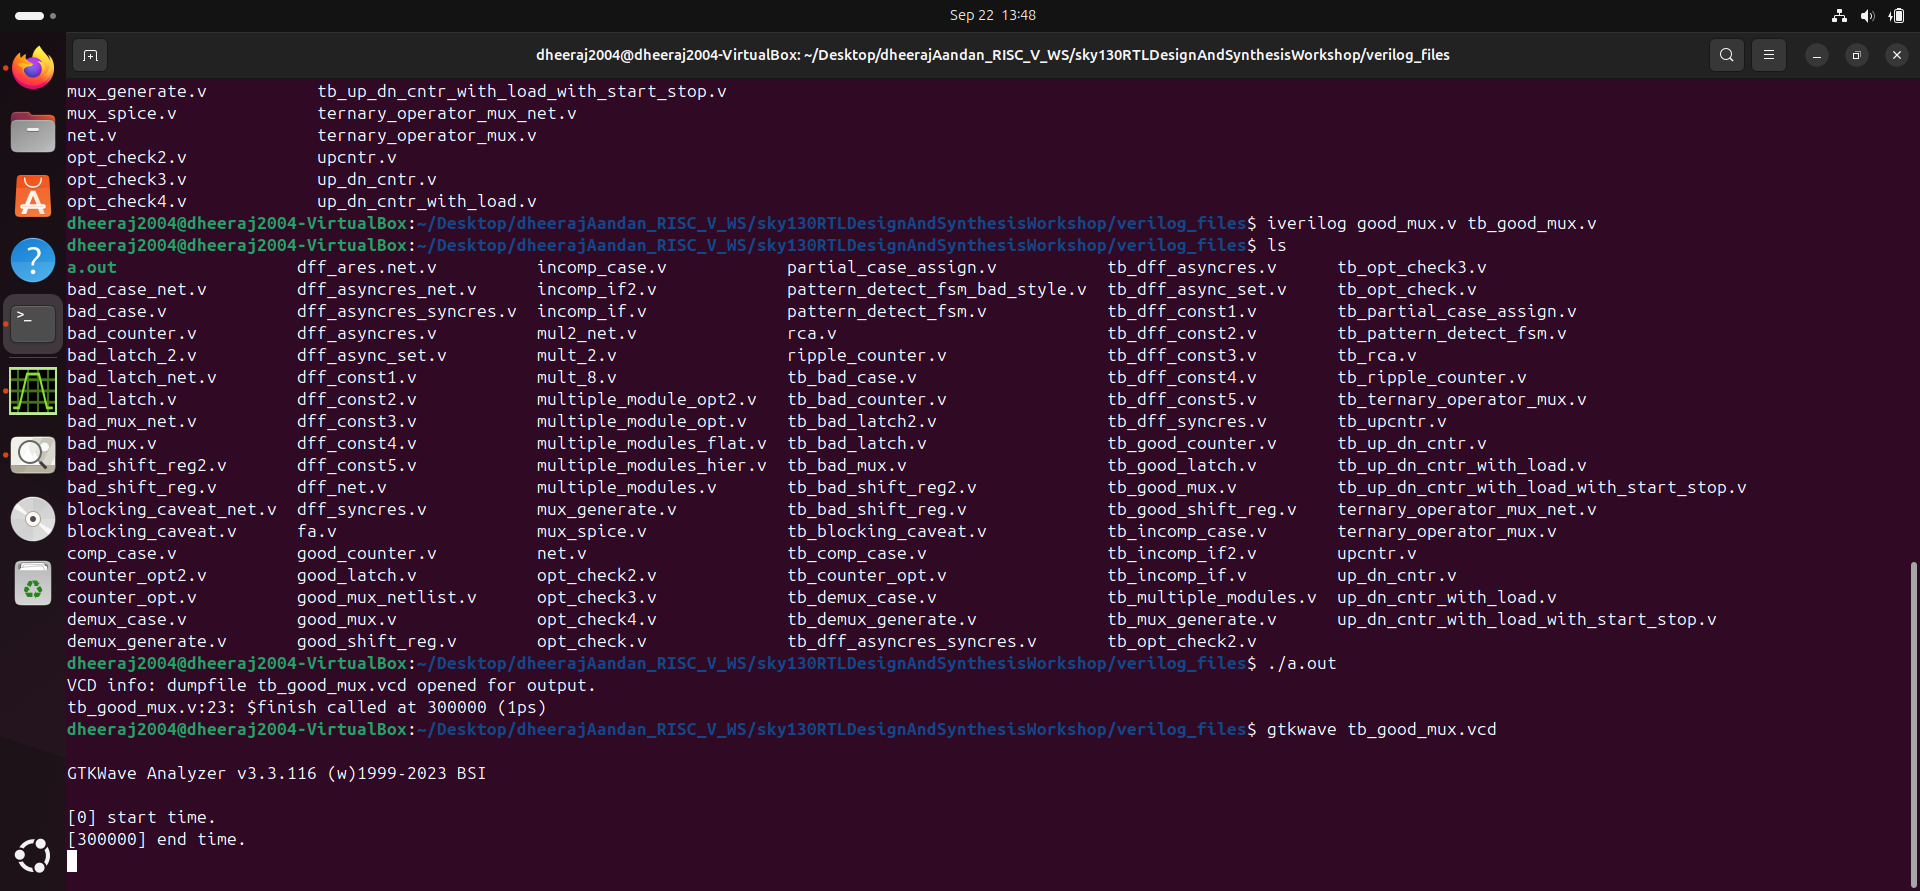 Sep 22  13:48
dheeraj2004@dheeraj2004-VirtualBox: ~/Desktop/dheerajAandan_RISC_V_WS/sky130RTLDesignAndSynthesisWorkshop/verilog_files
mux_generate.v           tb_up_dn_cntr_with_load_with_start_stop.v
mux_spice.v              ternary_operator_mux_net.v
net.v                    ternary_operator_mux.v
opt_check2.v             upcntr.v
opt_check3.v             up_dn_cntr.v
opt_check4.v             up_dn_cntr_with_load.v
dheeraj2004@dheeraj2004-VirtualBox:~/Desktop/dheerajAandan_RISC_V_WS/sky130RTLDesignAndSynthesisWorkshop/verilog_files$ iverilog good_mux.v tb_good_mux.v
dheeraj2004@dheeraj2004-VirtualBox:~/Desktop/dheerajAandan_RISC_V_WS/sky130RTLDesignAndSynthesisWorkshop/verilog_files$ ls
a.out                  dff_ares.net.v         incomp_case.v            partial_case_assign.v           tb_dff_asyncres.v      tb_opt_check3.v
bad_case_net.v         dff_asyncres_net.v     incomp_if2.v             pattern_detect_fsm_bad_style.v  tb_dff_async_set.v     tb_opt_check.v
bad_case.v             dff_asyncres_syncres.v  incomp_if.v              pattern_detect_fsm.v            tb_dff_const1.v        tb_partial_case_assign.v
bad_counter.v          dff_asyncres.v         mul2_net.v               rca.v                           tb_dff_const2.v        tb_pattern_detect_fsm.v
bad_latch_2.v          dff_async_set.v        mult_2.v                 ripple_counter.v                tb_dff_const3.v        tb_rca.v
bad_latch_net.v        dff_const1.v           mult_8.v                 tb_bad_case.v                   tb_dff_const4.v        tb_ripple_counter.v
bad_latch.v            dff_const2.v           multiple_module_opt2.v   tb_bad_counter.v                tb_dff_const5.v        tb_ternary_operator_mux.v
bad_mux_net.v          dff_const3.v           multiple_module_opt.v    tb_bad_latch2.v                 tb_dff_syncres.v       tb_upcntr.v
bad_mux.v              dff_const4.v           multiple_modules_flat.v  tb_bad_latch.v                  tb_good_counter.v      tb_up_dn_cntr.v
bad_shift_reg2.v       dff_const5.v           multiple_modules_hier.v  tb_bad_mux.v                    tb_good_latch.v        tb_up_dn_cntr_with_load.v
bad_shift_reg.v        dff_net.v              multiple_modules.v       tb_bad_shift_reg2.v             tb_good_mux.v          tb_up_dn_cntr_with_load_with_start_stop.v
blocking_caveat_net.v  dff_syncres.v          mux_generate.v           tb_bad_shift_reg.v              tb_good_shift_reg.v    ternary_operator_mux_net.v
blocking_caveat.v      fa.v                   mux_spice.v              tb_blocking_caveat.v            tb_incomp_case.v       ternary_operator_mux.v
comp_case.v            good_counter.v         net.v                    tb_comp_case.v                  tb_incomp_if2.v        upcntr.v
counter_opt2.v         good_latch.v           opt_check2.v             tb_counter_opt.v                tb_incomp_if.v         up_dn_cntr.v
counter_opt.v          good_mux_netlist.v     opt_check3.v             tb_demux_case.v                 tb_multiple_modules.v  up_dn_cntr_with_load.v
demux_case.v           good_mux.v             opt_check4.v             tb_demux_generate.v             tb_mux_generate.v      up_dn_cntr_with_load_with_start_stop.v
demux_generate.v       good_shift_reg.v       opt_check.v              tb_dff_asyncres_syncres.v       tb_opt_check2.v
dheeraj2004@dheeraj2004-VirtualBox:~/Desktop/dheerajAandan_RISC_V_WS/sky130RTLDesignAndSynthesisWorkshop/verilog_files$ ./a.out
VCD info: dumpfile tb_good_mux.vcd opened for output.
tb_good_mux.v:23: $finish called at 300000 (1ps)
dheeraj2004@dheeraj2004-VirtualBox:~/Desktop/dheerajAandan_RISC_V_WS/sky130RTLDesignAndSynthesisWorkshop/verilog_files$ gtkwave tb_good_mux.vcd
GTKWave Analyzer v3.3.116 (w)1999-2023 BSI
[0] start time.
[300000] end time.